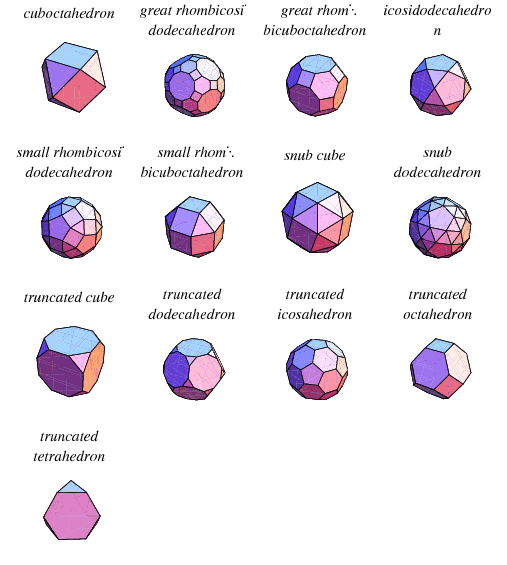 cuboctahedron
great rhombicosi¨
dodecahedron
great rhom⋱
bicuboctahedron
icosidodecahedro
n
small rhombicosi¨
dodecahedron
small rhom⋱
bicuboctahedron
snub cube
snub
dodecahedron
truncated cube
truncated
dodecahedron
truncated
icosahedron
truncated
octahedron
truncated
tetrahedron